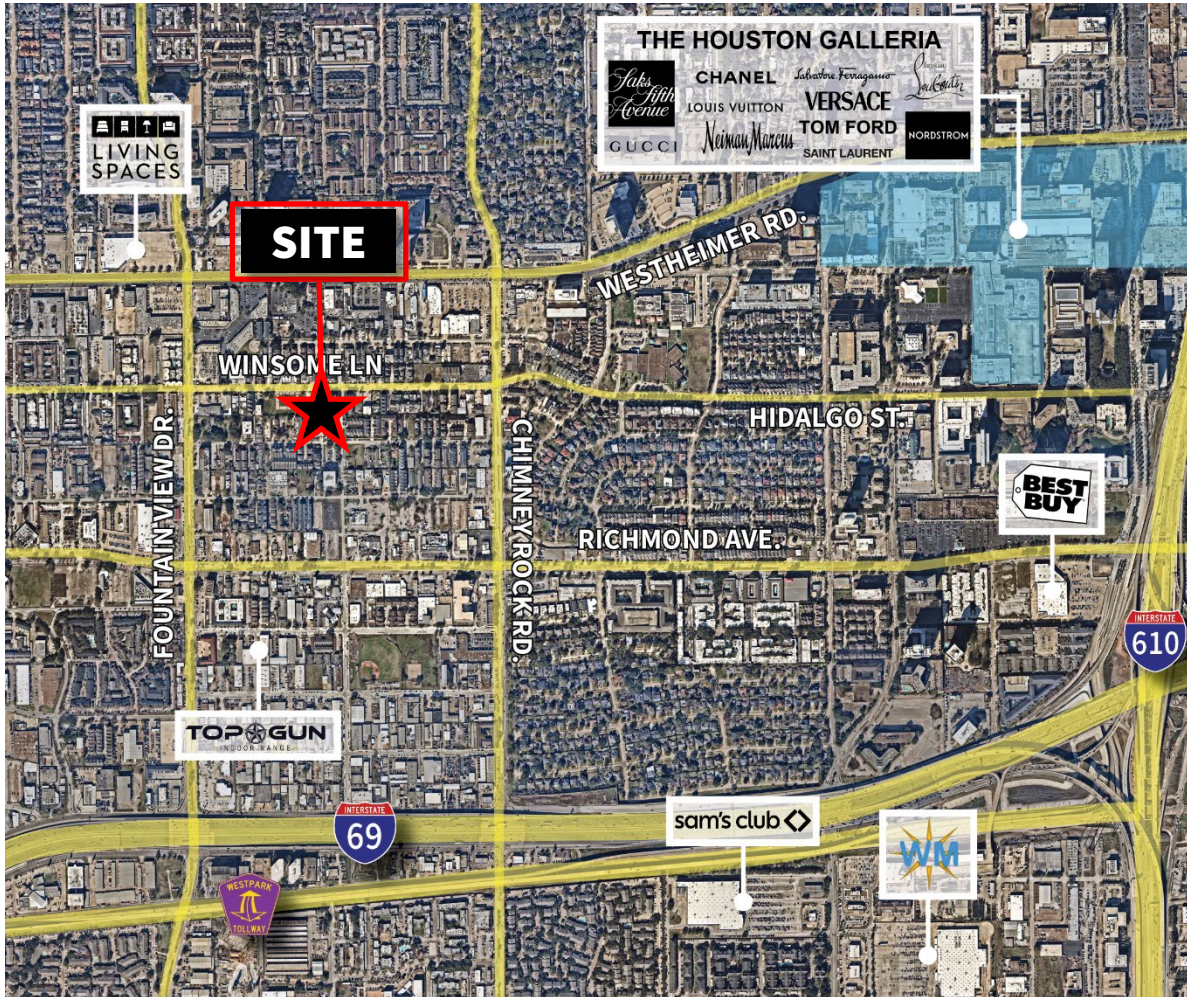 THE HOUSTON GALLERIA
Saks
Fifth
Avenue
CHANEL
Salvatore Ferragamo
Christian
Louboutin
LOUIS VUITTON
VERSACE
GUCCI
Neiman Marcus
TOM FORD
SAINT LAURENT
NORDSTROM
LIVING
SPACES
SITE
WESTHEIMER RD.
WINSOME LN
HIDALGO ST.
FOUNTAINVIEW DR.
CHIMNEY ROCK RD.
BEST
BUY
RICHMOND AVE.
INTERSTATE
610
TOP GUN
INDOOR RANGE
INTERSTATE
69
sam's club
WM
WESTPARK
TOLLWAY